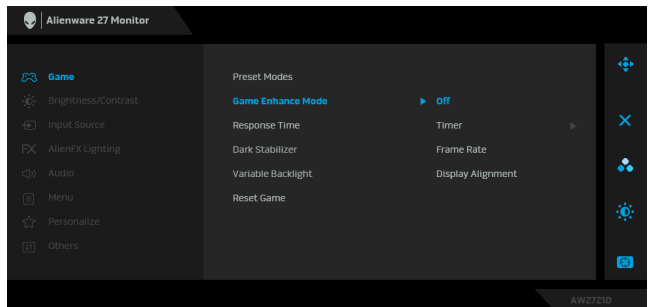 Alienware 27 Monitor
Game
Brightness/Contrast
Input Source
AlienFX Lighting
Audio
Menu
Personalize
Others
Preset Modes
Game Enhance Mode
Response Time
Dark Stabilizer
Variable Backlight
Reset Game
Off
Timer
Frame Rate
Display Alignment
AW2721D